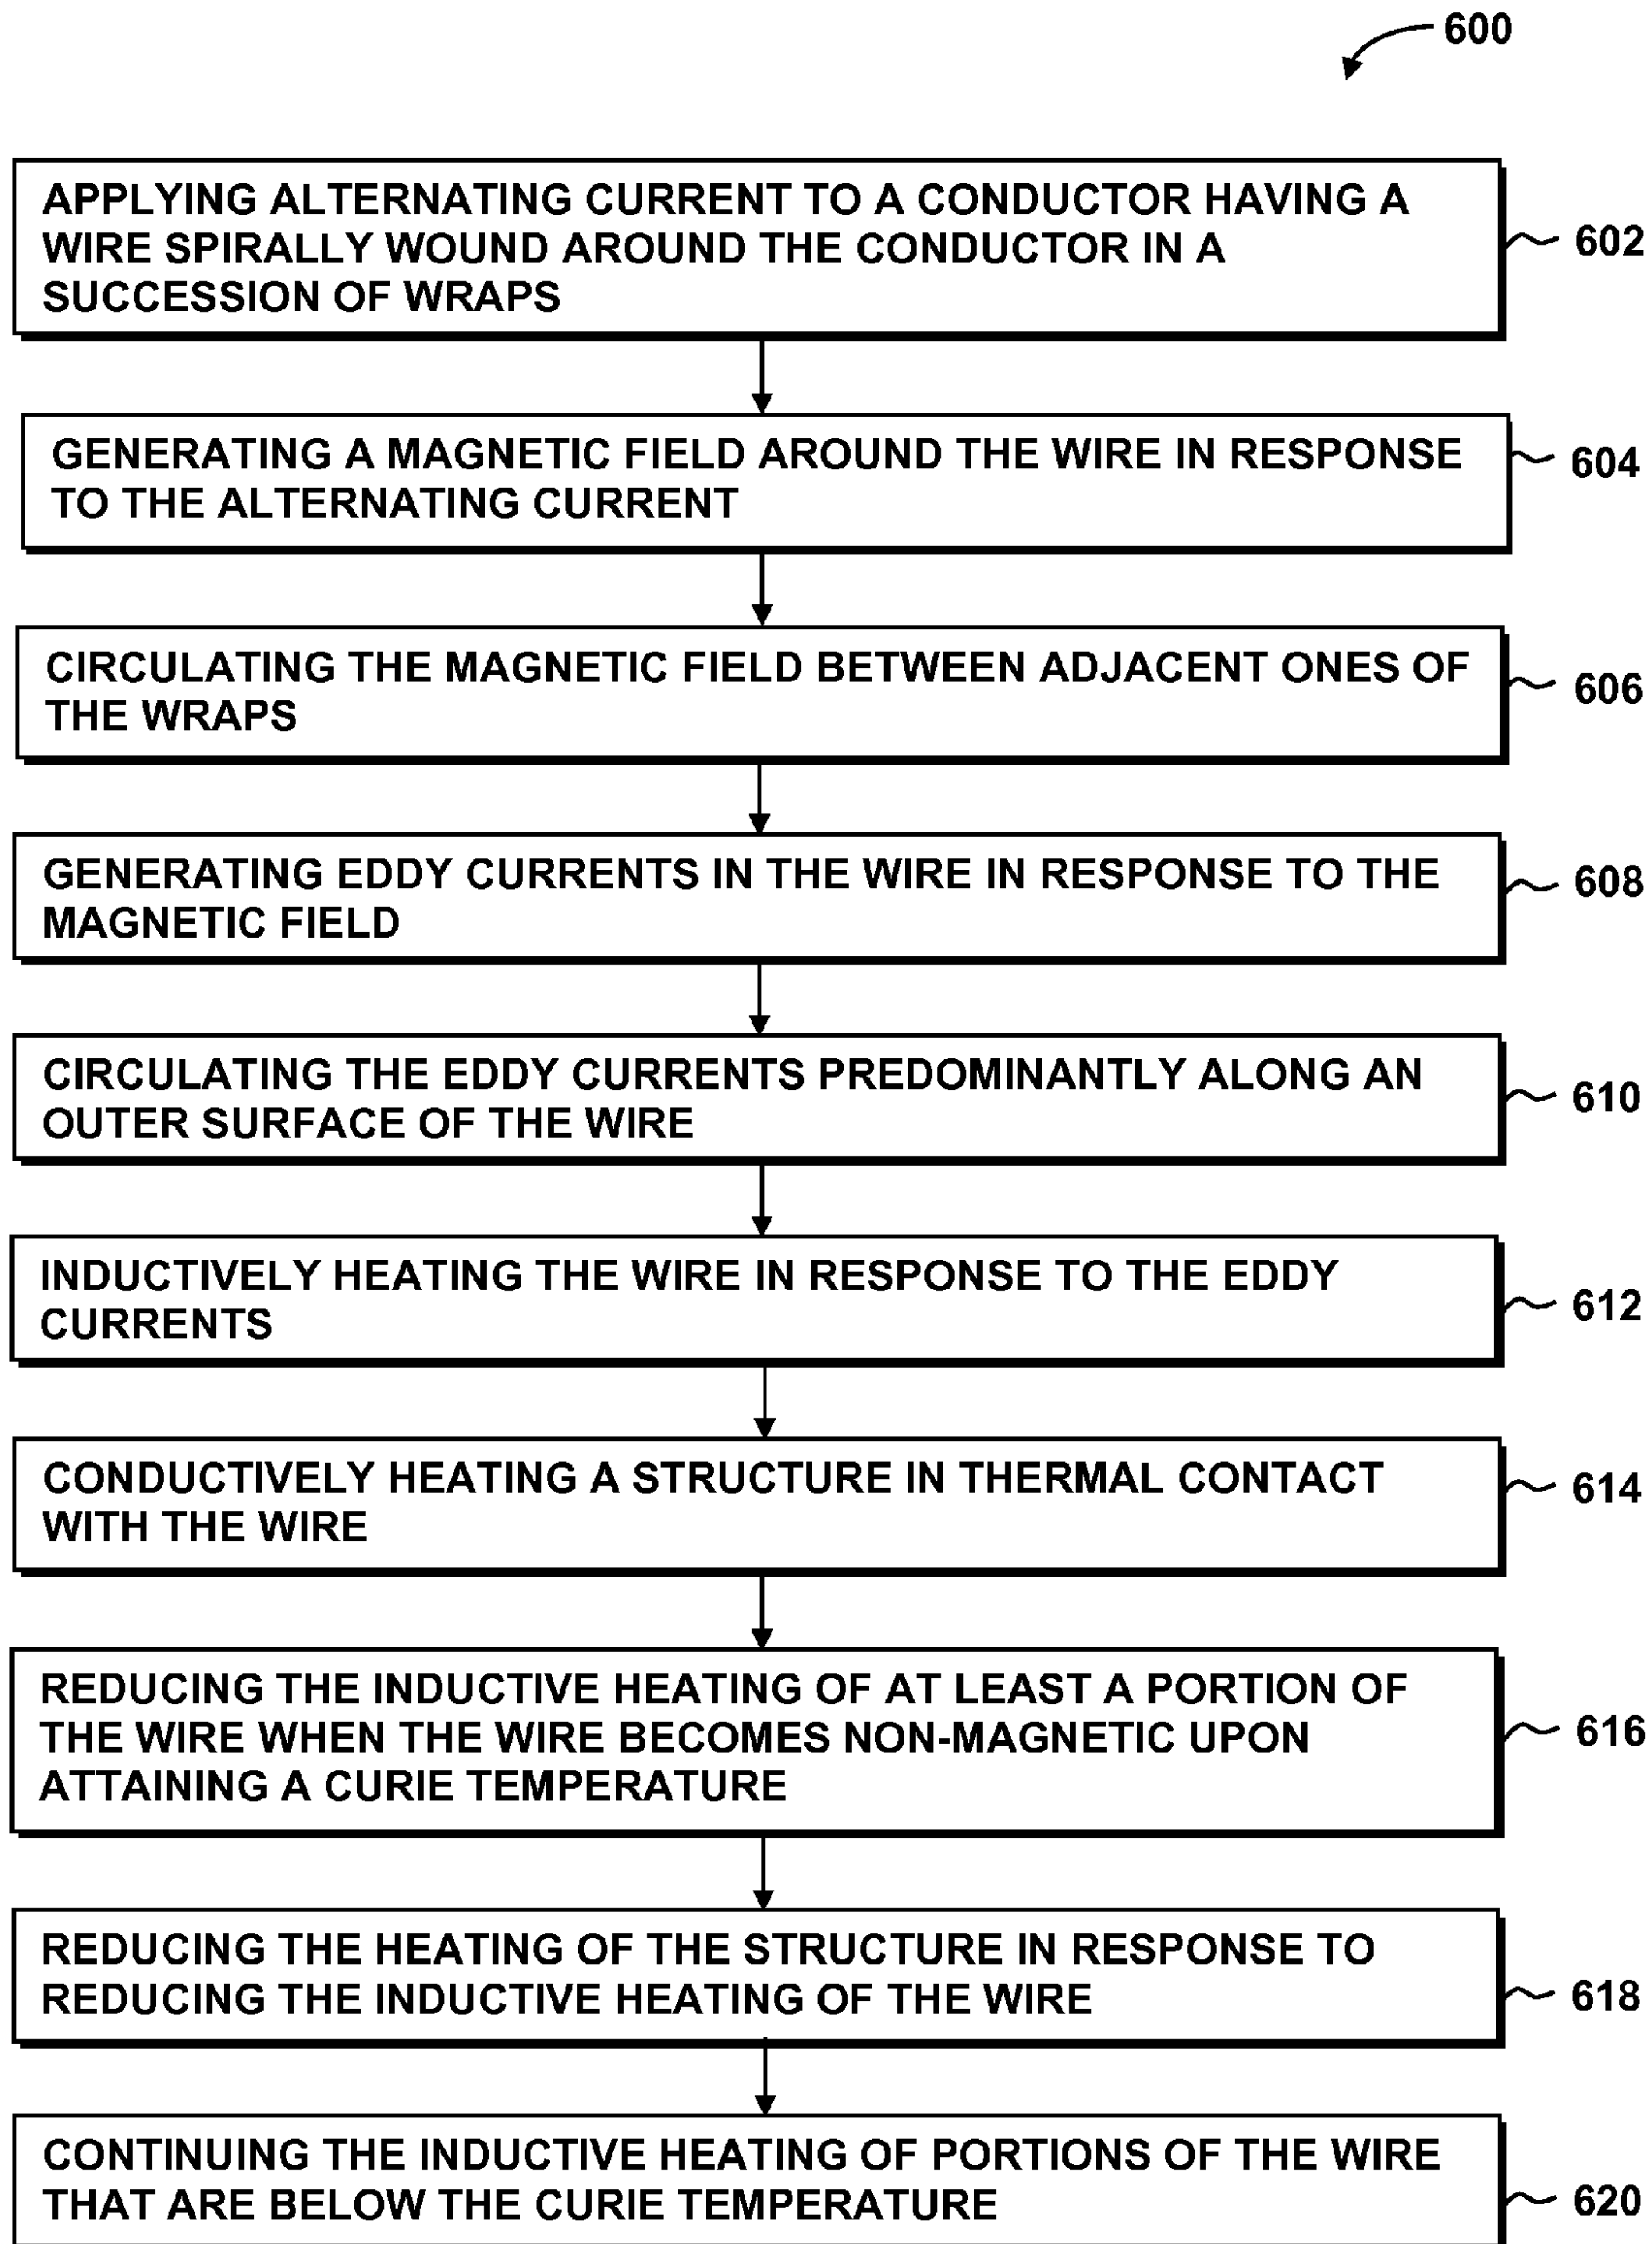 600
APPLYING ALTERNATING CURRENT TO A CONDUCTOR HAVING A
WIRE SPIRALLY WOUND AROUND THE CONDUCTOR IN A
SUCCESSION OF WRAPS
602
GENERATING A MAGNETIC FIELD AROUND THE WIRE IN RESPONSE
TO THE ALTERNATING CURRENT
604
CIRCULATING THE MAGNETIC FIELD BETWEEN ADJACENT ONES OF
THE WRAPS
606
GENERATING EDDY CURRENTS IN THE WIRE IN RESPONSE TO THE
MAGNETIC FIELD
608
CIRCULATING THE EDDY CURRENTS PREDOMINANTLY ALONG AN
OUTER SURFACE OF THE WIRE
610
INDUCTIVELY HEATING THE WIRE IN RESPONSE TO THE EDDY
CURRENTS
612
CONDUCTIVELY HEATING A STRUCTURE IN THERMAL CONTACT
WITH THE WIRE
614
REDUCING THE INDUCTIVE HEATING OF AT LEAST A PORTION OF
THE WIRE WHEN THE WIRE BECOMES NON-MAGNETIC UPON
ATTAINING A CURIE TEMPERATURE
616
REDUCING THE HEATING OF THE STRUCTURE IN RESPONSE TO
REDUCING THE INDUCTIVE HEATING OF THE WIRE
618
CONTINUING THE INDUCTIVE HEATING OF PORTIONS OF THE WIRE
THAT ARE BELOW THE CURIE TEMPERATURE
620